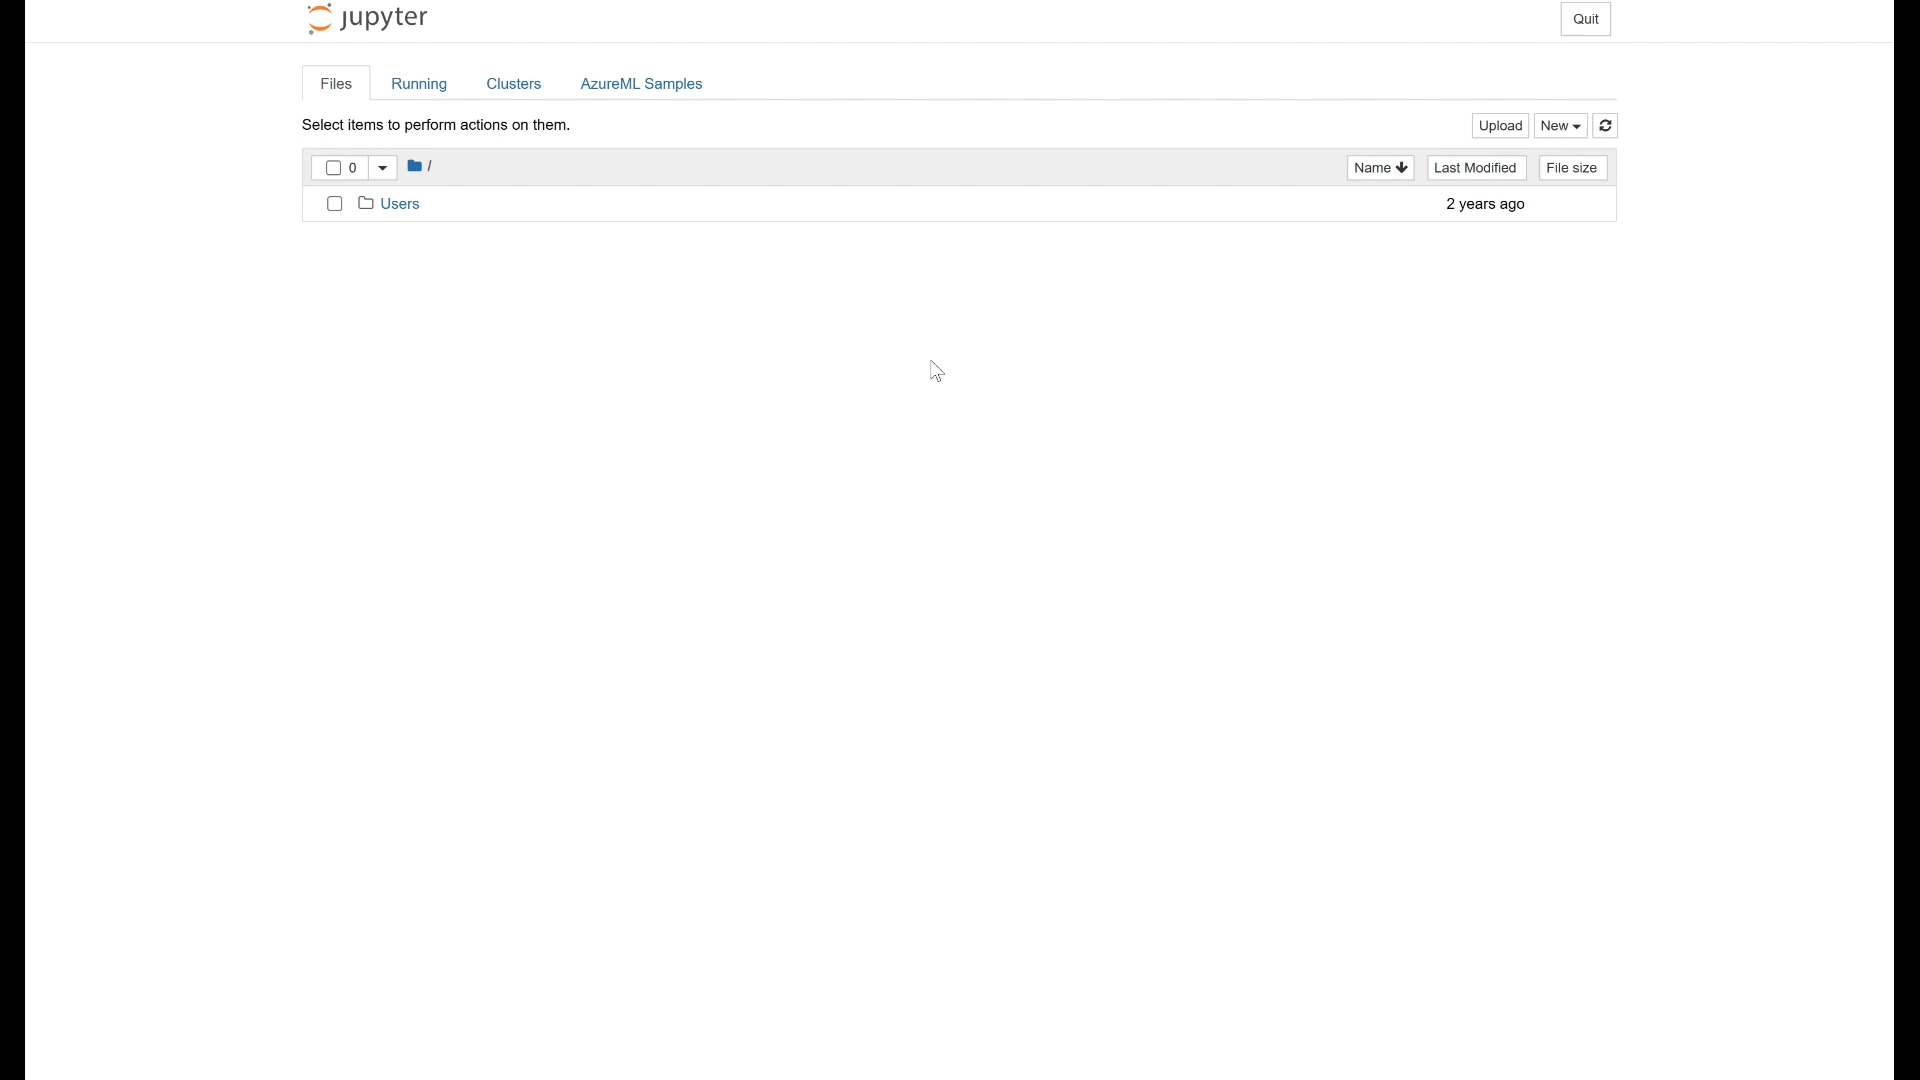 jupyter
Quit
Files Running Clusters AzureML Samples
Select items to perform actions on them.
Upload New
0 / Name Last Modified File size
Users 2 years ago